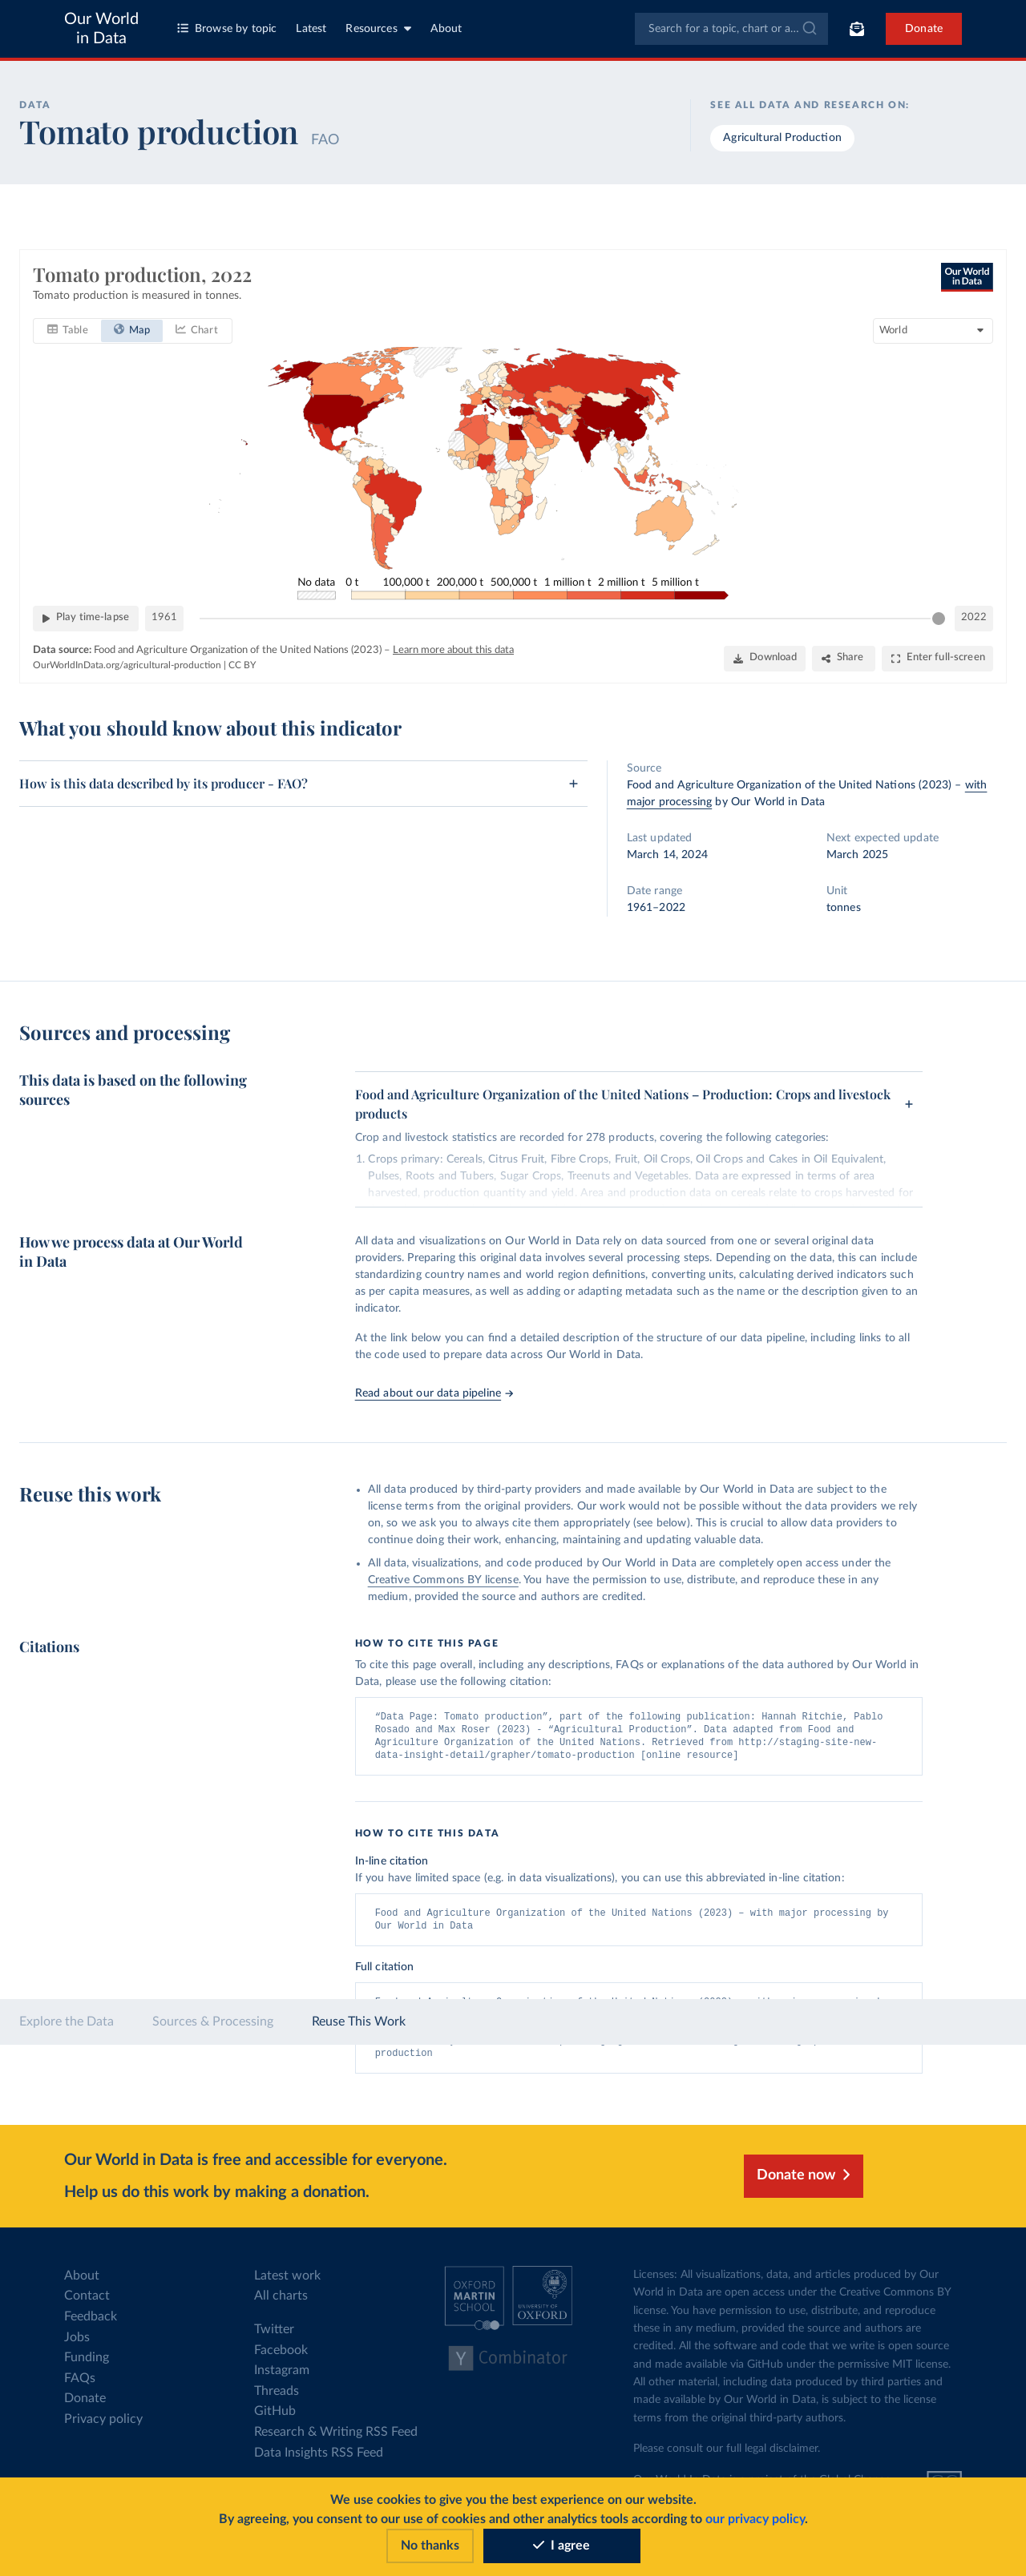 Our World
in Data
Browse by topic
Latest
Resources
About
Search for a topic, chart or a...
Donate
DATA
Tomato production FAO
SEE ALL DATA AND RESEARCH ON:
Agricultural Production
Tomato production, 2022
Tomato production is measured in tonnes.
Our World
in Data
Table
Map
Chart
World
No data 0 t 100,000 t 200,000 t 500,000 t 1 million t 2 million t 5 million t
Play time-lapse
1961
2022
Data source: Food and Agriculture Organization of the United Nations (2023) – Learn more about this data
OurWorldInData.org/agricultural-production | CC BY
Download
Share
Enter full-screen
What you should know about this indicator
How is this data described by its producer - FAO?
Source
Food and Agriculture Organization of the United Nations (2023) – with
major processing by Our World in Data
Last updated
March 14, 2024
Next expected update
March 2025
Date range
1961–2022
Unit
tonnes
Sources and processing
This data is based on the following
sources
Food and Agriculture Organization of the United Nations – Production: Crops and livestock
products
Crop and livestock statistics are recorded for 278 products, covering the following categories:
1. Crops primary: Cereals, Citrus Fruit, Fibre Crops, Fruit, Oil Crops, Oil Crops and Cakes in Oil Equivalent,
Pulses, Roots and Tubers, Sugar Crops, Treenuts and Vegetables. Data are expressed in terms of area
harvested, production quantity and yield. Area and production data on cereals relate to crops harvested for
How we process data at Our World
in Data
All data and visualizations on Our World in Data rely on data sourced from one or several original data
providers. Preparing this original data involves several processing steps. Depending on the data, this can include
standardizing country names and world region definitions, converting units, calculating derived indicators such
as per capita measures, as well as adding or adapting metadata such as the name or the description given to an
indicator.
At the link below you can find a detailed description of the structure of our data pipeline, including links to all
the code used to prepare data across Our World in Data.
Read about our data pipeline
Reuse this work
All data produced by third-party providers and made available by Our World in Data are subject to the
license terms from the original providers. Our work would not be possible without the data providers we rely
on, so we ask you to always cite them appropriately (see below). This is crucial to allow data providers to
continue doing their work, enhancing, maintaining and updating valuable data.
All data, visualizations, and code produced by Our World in Data are completely open access under the
Creative Commons BY license. You have the permission to use, distribute, and reproduce these in any
medium, provided the source and authors are credited.
Citations
HOW TO CITE THIS PAGE
To cite this page overall, including any descriptions, FAQs or explanations of the data authored by Our World in
Data, please use the following citation:
“Data Page: Tomato production”, part of the following publication: Hannah Ritchie, Pablo
Rosado and Max Roser (2023) - “Agricultural Production”. Data adapted from Food and
Agriculture Organization of the United Nations. Retrieved from http://staging-site-new-
data-insight-detail/grapher/tomato-production [online resource]
HOW TO CITE THIS DATA
In-line citation
If you have limited space (e.g. in data visualizations), you can use this abbreviated in-line citation:
Food and Agriculture Organization of the United Nations (2023) – with major processing by
Our World in Data
Full citation
Explore the Data
Sources & Processing
Reuse This Work
production
Our World in Data is free and accessible for everyone.
Help us do this work by making a donation.
Donate now
About
Contact
Feedback
Jobs
Funding
FAQs
Donate
Privacy policy
Latest work
All charts
Twitter
Facebook
Instagram
Threads
GitHub
Research & Writing RSS Feed
Data Insights RSS Feed
OXFORD
MARTIN
SCHOOL
UNIVERSITY OF
OXFORD
Y Combinator
Licenses: All visualizations, data, and articles produced by Our
World in Data are open access under the Creative Commons BY
license. You have permission to use, distribute, and reproduce
these in any medium, provided the source and authors are
credited. All the software and code that we write is open source
and made available via GitHub under the permissive MIT license.
All other material, including data produced by third parties and
made available by Our World in Data, is subject to the license
terms from the original third-party authors.
Please consult our full legal disclaimer.
We use cookies to give you the best experience on our website.
By agreeing, you consent to our use of cookies and other analytics tools according to our privacy policy.
No thanks
I agree